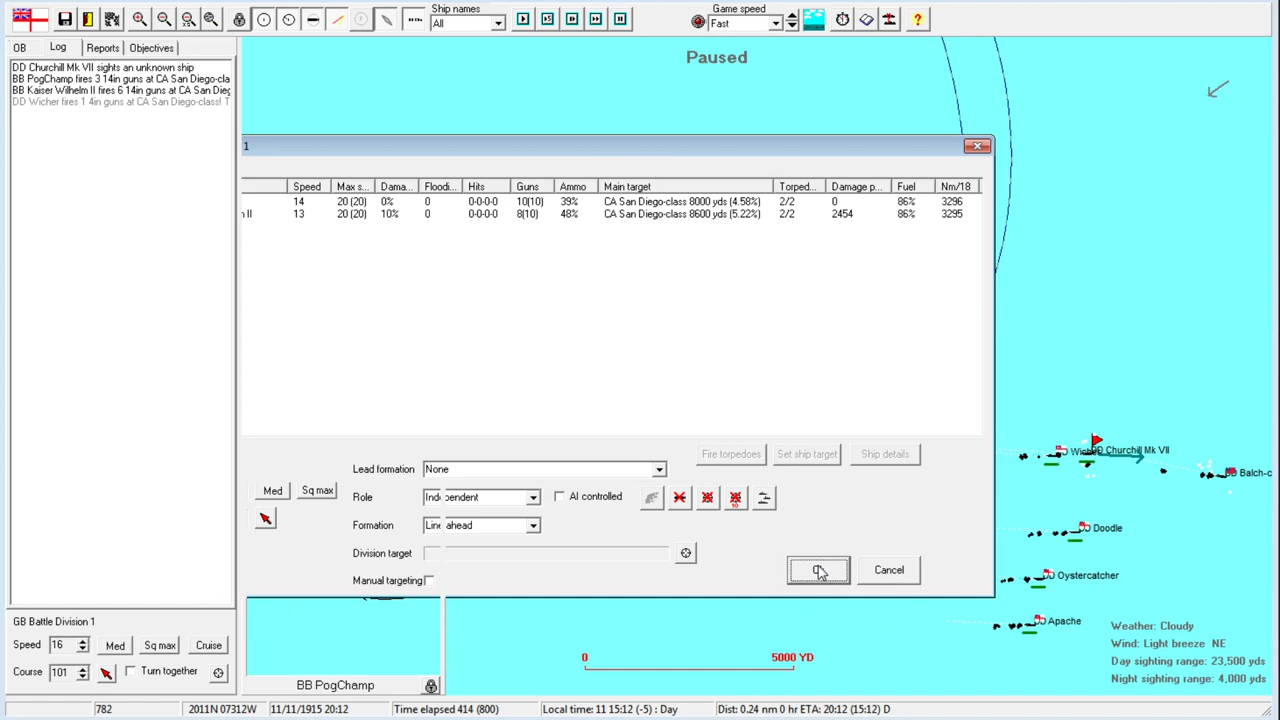 Ship names
All
Game speed
Fast
OB Log Reports Objectives
DD Churchill Mk VII sights an unknown ship
BB PogChamp fires 3 14in guns at CA San Diego-cla
BB Kaiser Wilhelm II fires 6 14in guns at CA San Dieg
DD Wicher fires 1 4in guns at CA San Diego-class! T
Paused
1
Speed Max s... Dama... Floodi... Hits Guns Ammo Main target Torped... Damage p... Fuel Nm/18
14 20 (20) 0% 0 0-0-0-0 10(10) 39% CA San Diego-class 8000 yds (4.58%) 2/2 0 86% 3296
II 13 20 (20) 10% 0 0-0-0-0 8(10) 48% CA San Diego-class 8600 yds (5.22%) 2/2 2454 86% 3295
Fire torpedoes Set ship target Ship details
Lead formation None
Med Sq max
Role Independent AI controlled
10
Formation Line ahead
Division target
Manual targeting
Cancel
DD Churchill Mk VII
Balch-c
Doodle
Oystercatcher
Apache
GB Battle Division 1
Speed 16 Med Sq max Cruise
Course 101 Turn together
BB PogChamp
0 5000 YD
Weather: Cloudy
Wind: Light breeze NE
Day sighting range: 23,500 yds
Night sighting range: 4,000 yds
782 2011N 07312W 11/11/1915 20:12 Time elapsed 414 (800) Local time: 11 15:12 (-5) : Day Dist: 0.24 nm 0 hr ETA: 20:12 (15:12) D